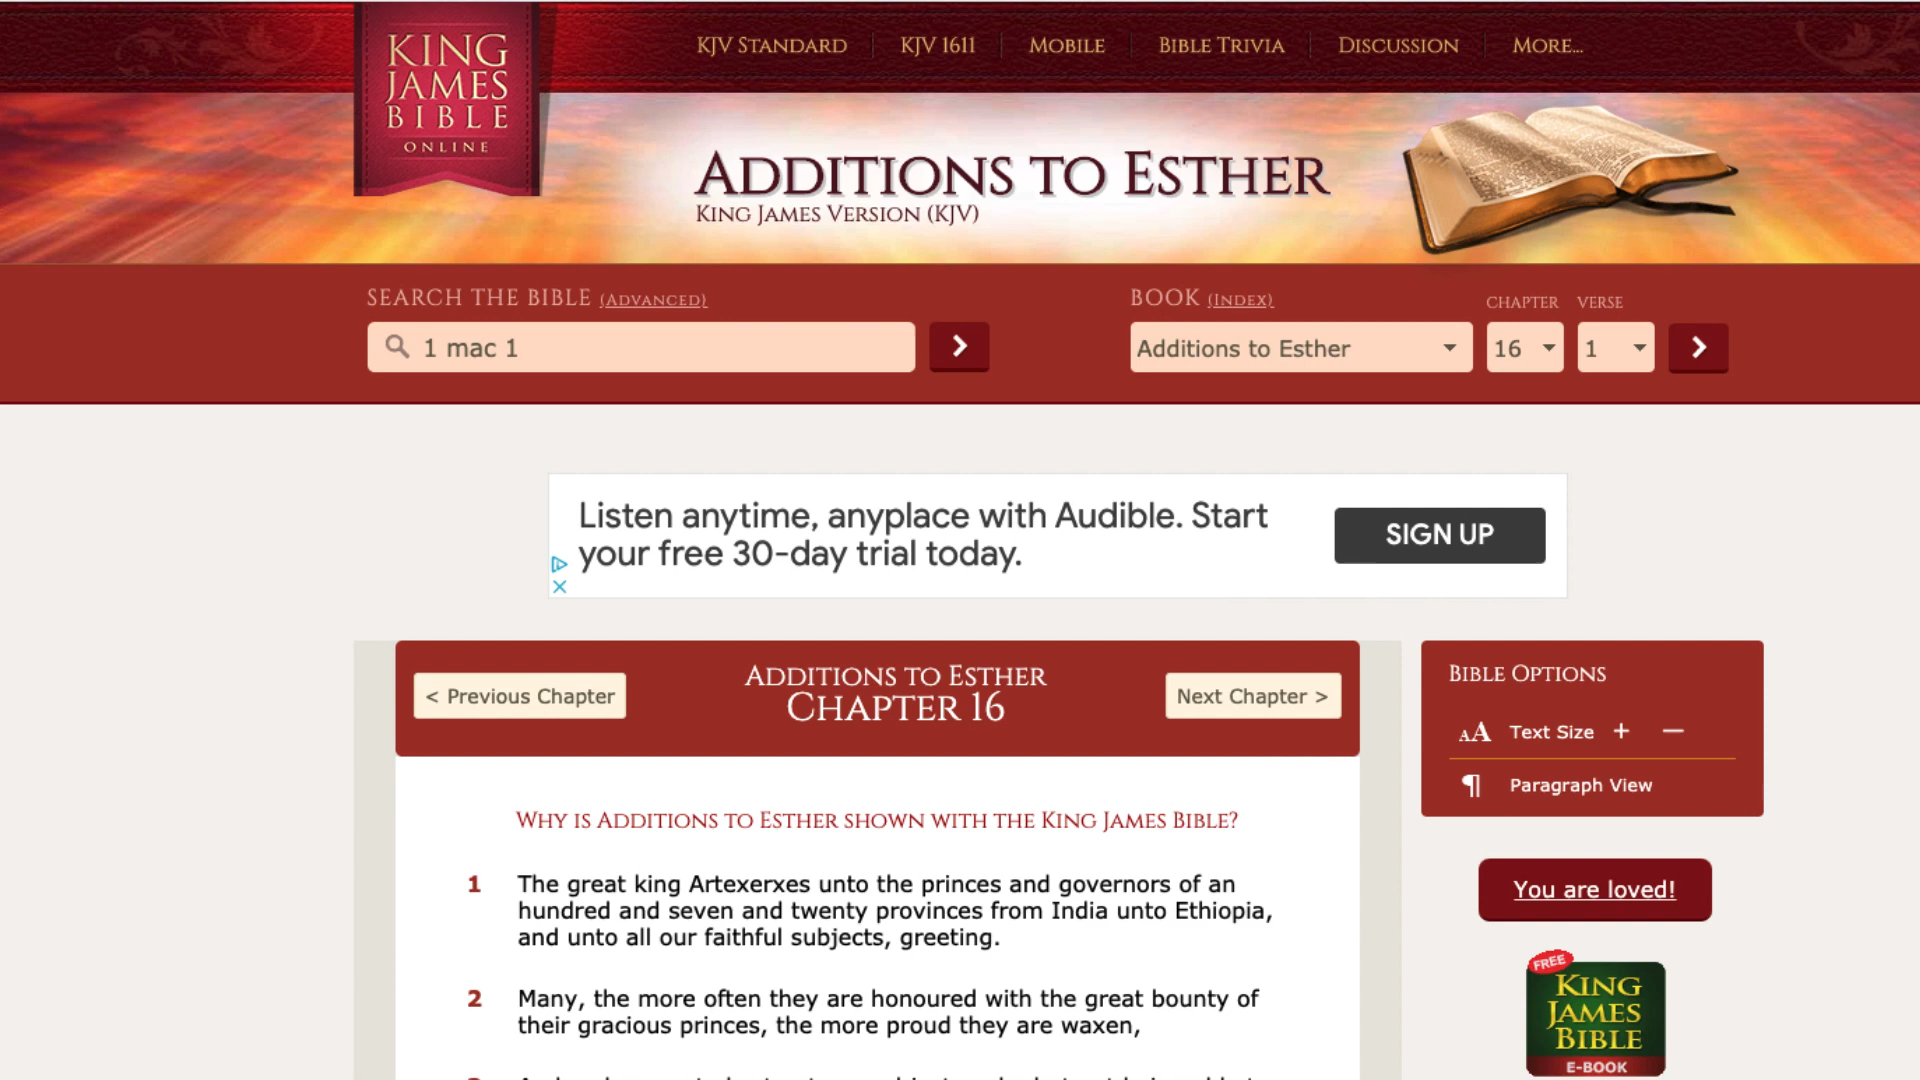 KING
JAMES
BIBLE
ONLINE
KJV STANDARD
KJV 1611
MOBILE
BIBLE TRIVIA
DISCUSSION
MORE...
ADDITIONS TO ESTHER
KING JAMES VERSION (KJV)
SEARCH THE BIBLE (ADVANCED)
1 mac 1
BOOK (INDEX)
CHAPTER
VERSE
Additions to Esther
16
1
Listen anytime, anyplace with Audible. Start
your free 30-day trial today.
SIGN UP
< Previous Chapter
ADDITIONS TO ESTHER
CHAPTER 16
Next Chapter >
WHY IS ADDITIONS TO ESTHER SHOWN WITH THE KING JAMES BIBLE?
1 The great king Artexerxes unto the princes and governors of an
hundred and seven and twenty provinces from India unto Ethiopia,
and unto all our faithful subjects, greeting.
2 Many, the more often they are honoured with the great bounty of
their gracious princes, the more proud they are waxen,
BIBLE OPTIONS
AA Text Size + —
¶ Paragraph View
You are loved!
FREE
KING
JAMES
BIBLE
E-BOOK